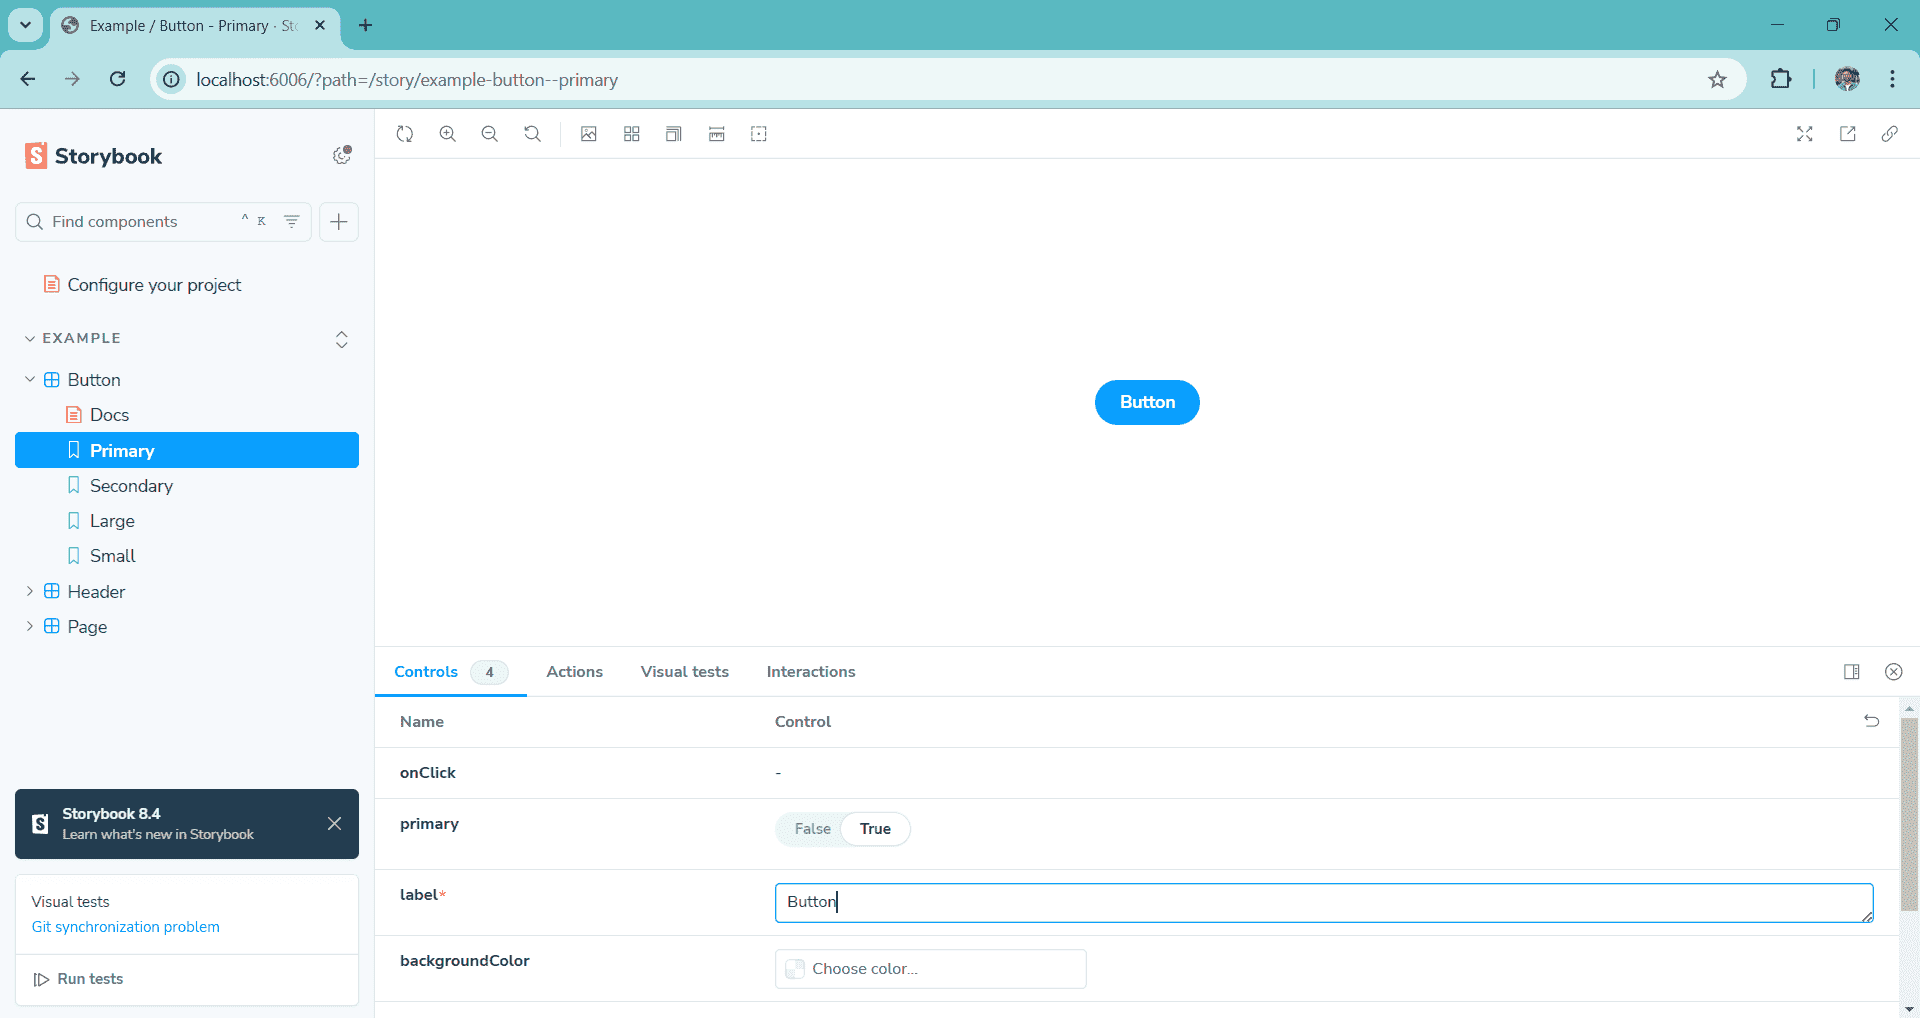 Example / Button - Primary · St
localhost:6006/?path=/story/example-button--primary
Storybook
Find components
^ K
Configure your project
EXAMPLE
Button
Docs
Primary
Secondary
Large
Small
Header
Page
Storybook 8.4
Learn what's new in Storybook
Visual tests
Git synchronization problem
Run tests
Button
Controls 4 Actions Visual tests Interactions
Name Control
onClick -
primary False True
label* Button
backgroundColor Choose color...